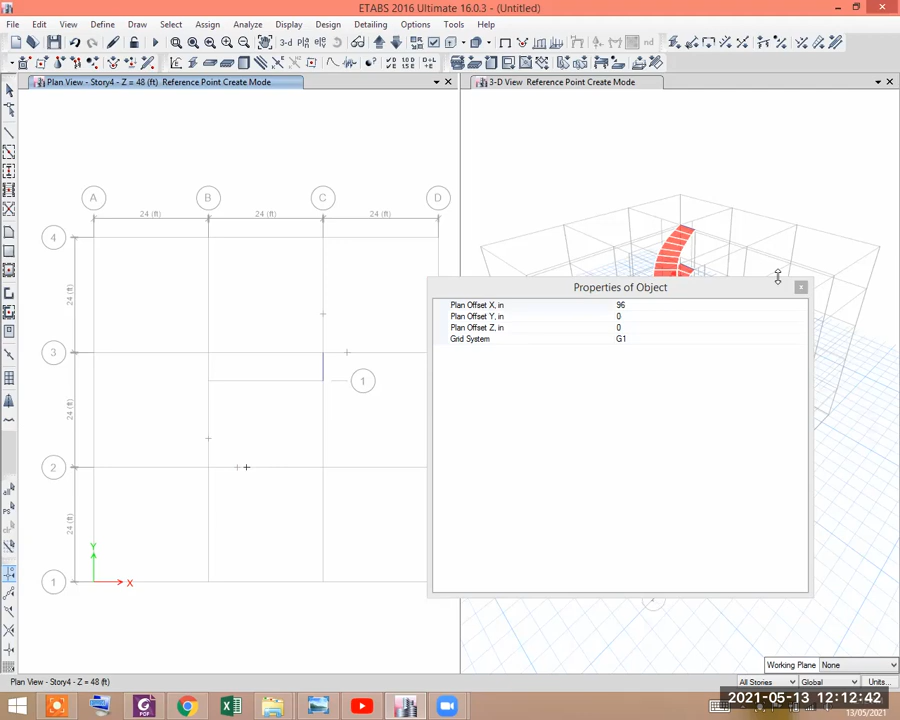 ETABS 2016 Ultimate 16.0.3 - (Untitled)
File Edit View Define Draw Select Assign Analyze Display Design Detailing Options Tools Help
3-d
nd
Plan View - Story4 - Z = 48 (ft) Reference Point Create Mode
3-D View Reference Point Create Mode
A B C D
24 (ft) 24 (ft) 24 (ft)
4
24 (ft)
3
1
24 (ft)
2
24 (ft)
1
Y
X
Properties of Object
x
Plan Offset X, in 96
Plan Offset Y, in 0
Plan Offset Z, in 0
Grid System G1
Working Plane None
Plan View - Story4 - Z = 48 (ft)
All Stories Global Units...
2021-05-13 12:12:42
13/05/2021